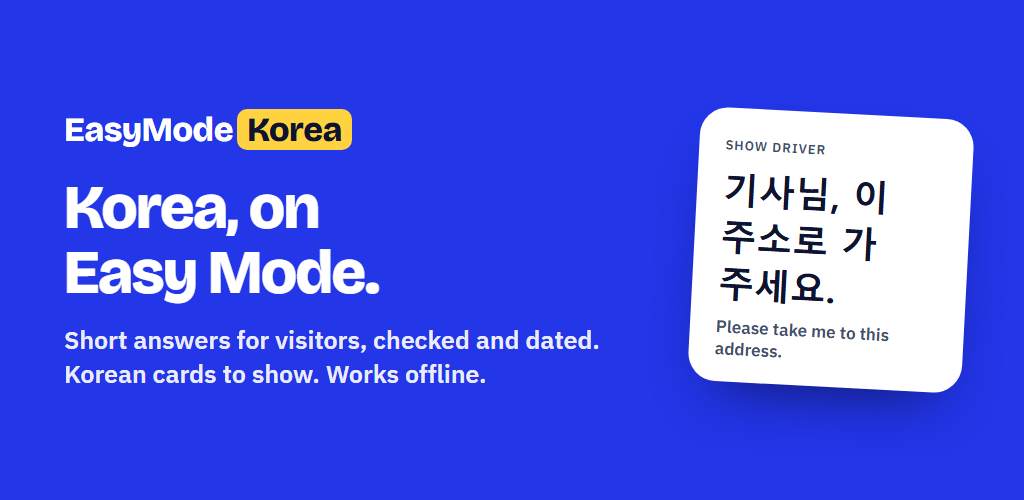 EasyMode Korea
Korea, on
Easy Mode.
Short answers for visitors, checked and dated.
Korean cards to show. Works offline.
SHOW DRIVER
기사님, 이
주소로 가
주세요.
Please take me to this
address.